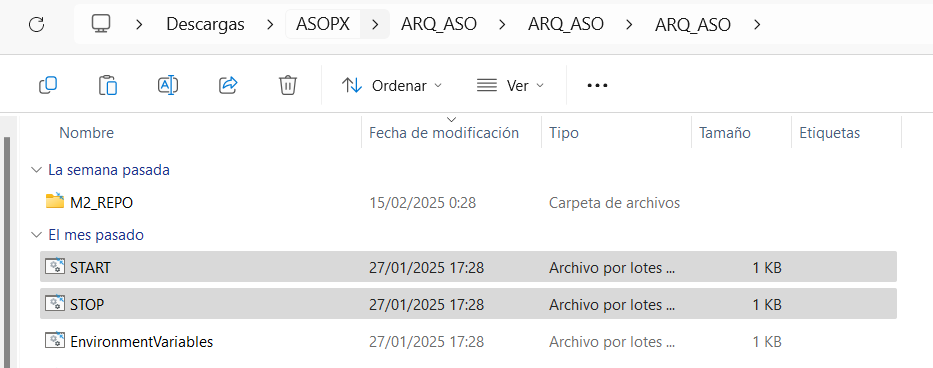 Descargas > ASOPX > ARQ_ASO > ARQ_ASO > ARQ_ASO >
Ordenar Ver
Nombre Fecha de modificación Tipo Tamaño Etiquetas
La semana pasada
M2_REPO 15/02/2025 0:28 Carpeta de archivos
El mes pasado
START 27/01/2025 17:28 Archivo por lotes ... 1 KB
STOP 27/01/2025 17:28 Archivo por lotes ... 1 KB
EnvironmentVariables 27/01/2025 17:28 Archivo por lotes ... 1 KB